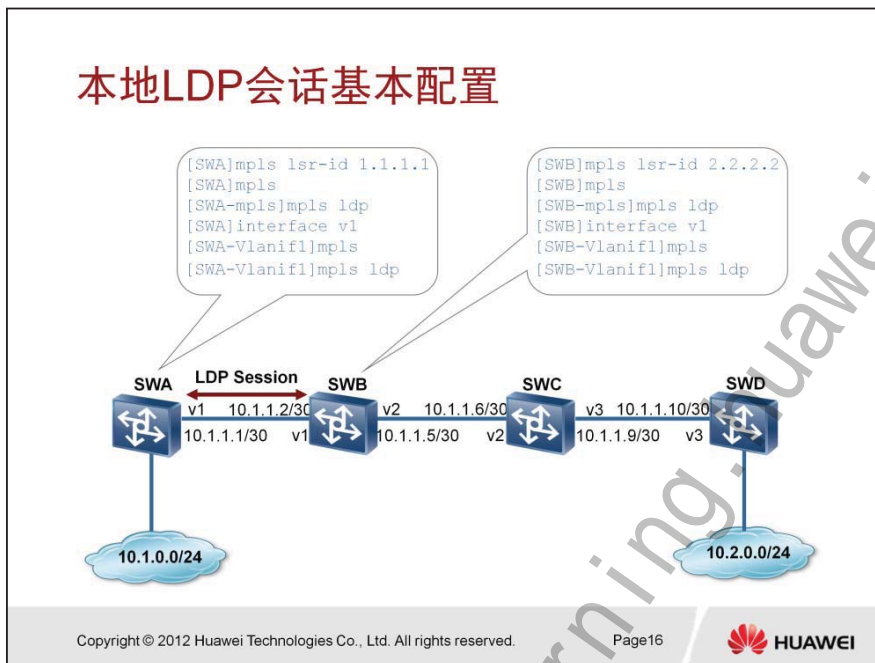 本地LDP会话基本配置
[SWA]mpls lsr-id 1.1.1.1
[SWA]mpls
[SWA-mpls]mpls ldp
[SWA]interface v1
[SWA-Vlanif1]mpls
[SWA-Vlanif1]mpls ldp
[SWB]mpls lsr-id 2.2.2.2
[SWB]mpls
[SWB-mpls]mpls ldp
[SWB]interface v1
[SWB-Vlanif1]mpls
[SWB-Vlanif1]mpls ldp
SWA
LDP Session
SWB
SWC
SWD
v1 10.1.1.2/30
v2 10.1.1.6/30
v3 10.1.1.10/30
10.1.1.1/30 v1
10.1.1.5/30 v2
10.1.1.9/30 v3
10.1.0.0/24
10.2.0.0/24
Copyright © 2012 Huawei Technologies Co., Ltd. All rights reserved.
Page16
HUAWEI
rning.huawei.